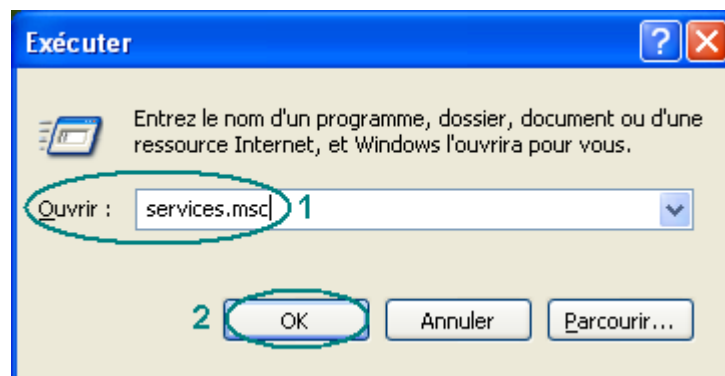 Exécuter
Entrez le nom d'un programme, dossier, document ou d'une
ressource Internet, et Windows l'ouvrira pour vous.
Ouvrir : services.msc 1
2 OK Annuler Parcourir...